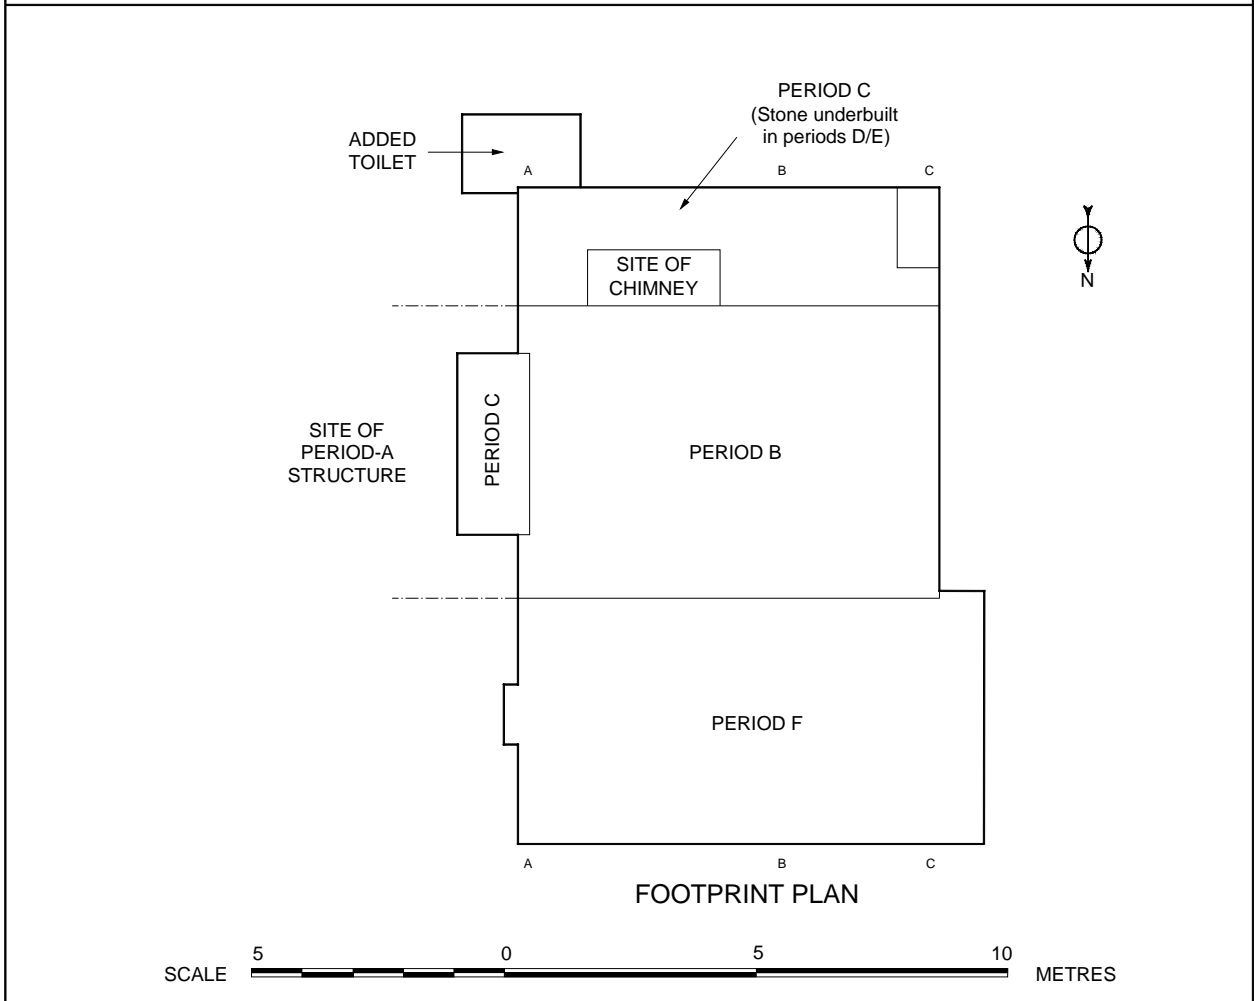 PERIOD C
(Stone underbuilt
in periods D/E)
ADDED
TOILET
A
B
C
SITE OF
CHIMNEY
N
PERIOD C
SITE OF
PERIOD-A
STRUCTURE
PERIOD B
PERIOD F
A
B
C
FOOTPRINT PLAN
5 0 5 10
SCALE METRES